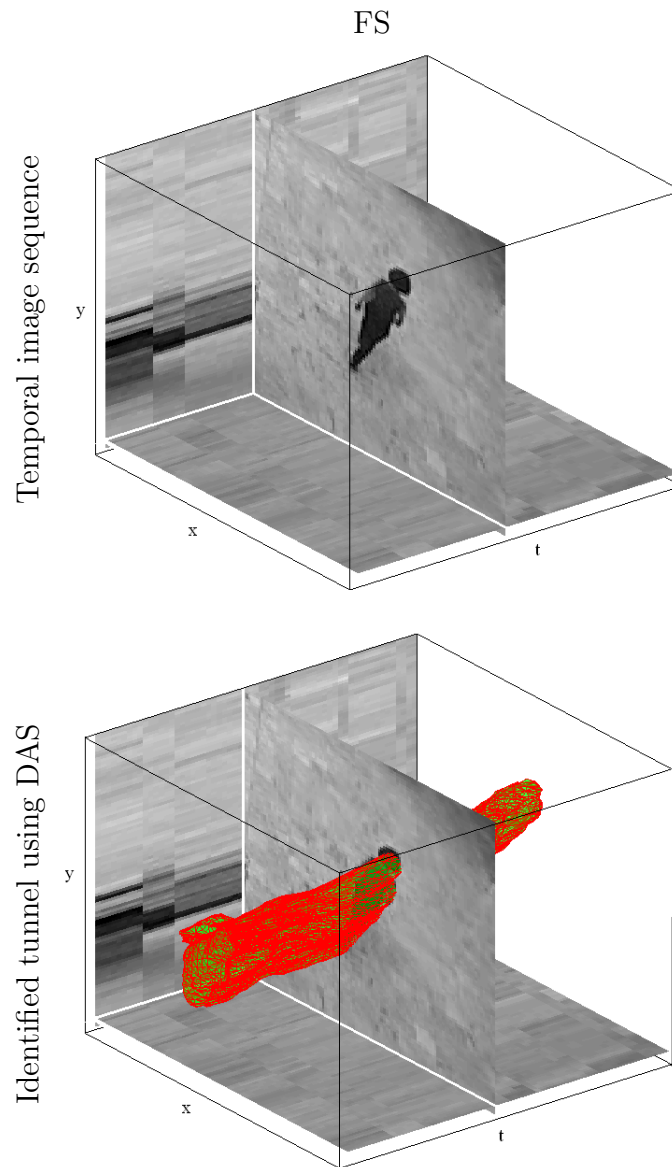 FS
Temporal image sequence
y
x
t
Identified tunnel using DAS
y
x
t